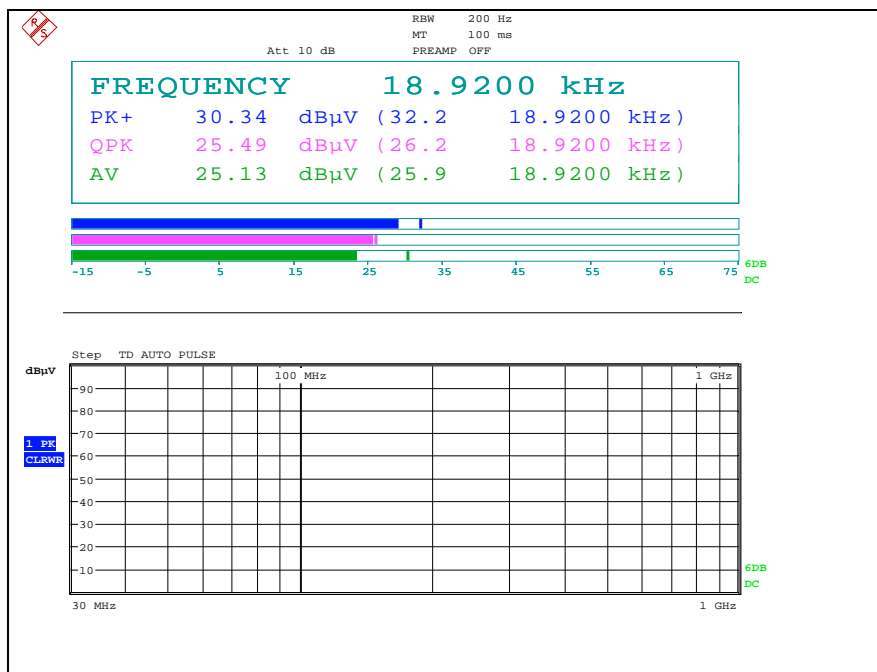 R
S
RBW 200 Hz
MT 100 ms
Att 10 dB PREAMP OFF
FREQUENCY 18.9200 kHz
PK+ 30.34 dBµV (32.2 18.9200 kHz)
QPK 25.49 dBµV (26.2 18.9200 kHz)
AV 25.13 dBµV (25.9 18.9200 kHz)
-15 -5 5 15 25 35 45 55 65 75
6DB
DC
Step TD AUTO PULSE
dBµV
100 MHz 1 GHz
90
80
70
1 PK
CLRWR
60
50
40
30
20
10
6DB
DC
30 MHz 1 GHz